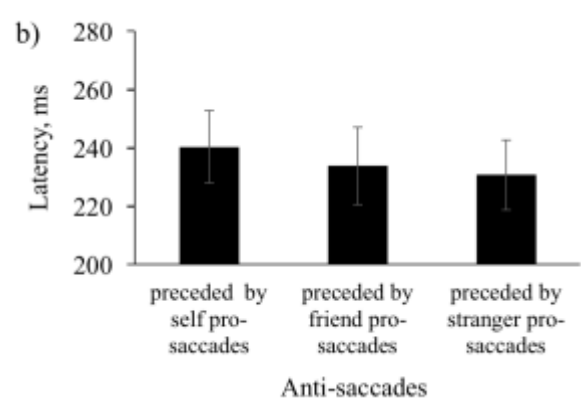 b)
280
260
240
220
200
Latency, ms
preceded by
self pro-
saccades
preceded by
friend pro-
saccades
preceded by
stranger pro-
saccades
Anti-saccades